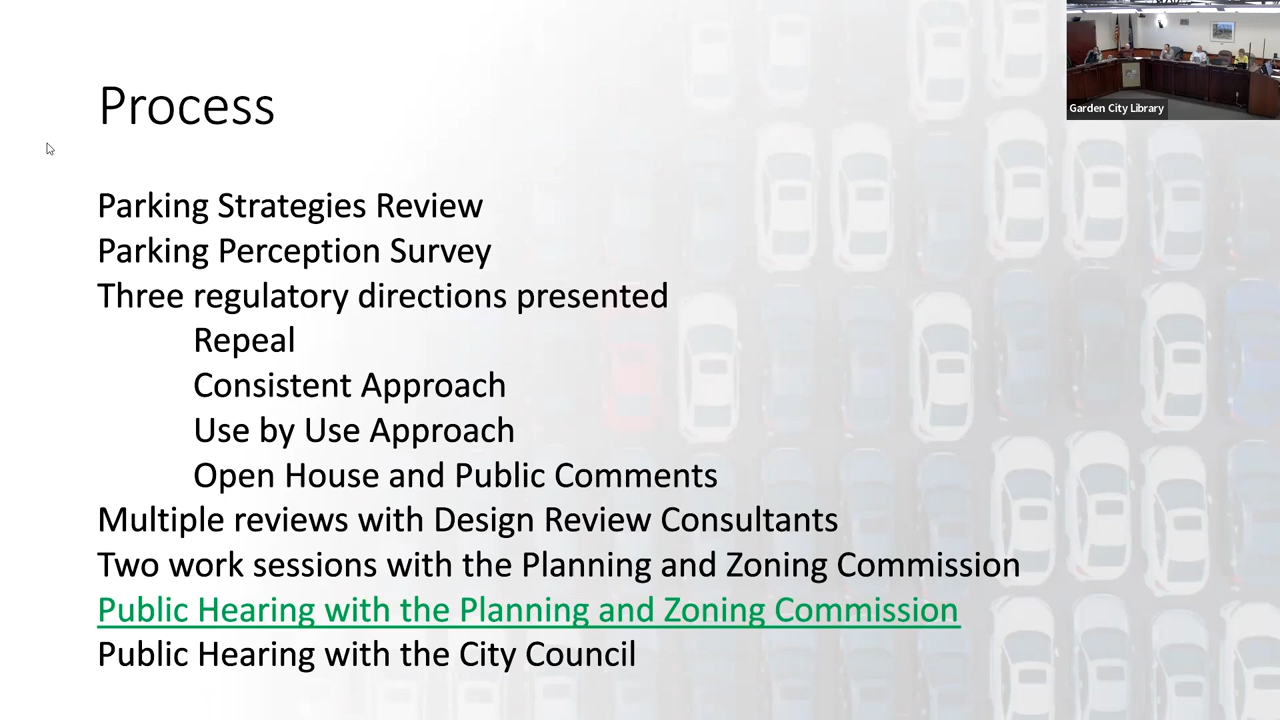 Process
Garden City Library
Parking Strategies Review
Parking Perception Survey
Three regulatory directions presented
Repeal
Consistent Approach
Use by Use Approach
Open House and Public Comments
Multiple reviews with Design Review Consultants
Two work sessions with the Planning and Zoning Commission
Public Hearing with the Planning and Zoning Commission
Public Hearing with the City Council